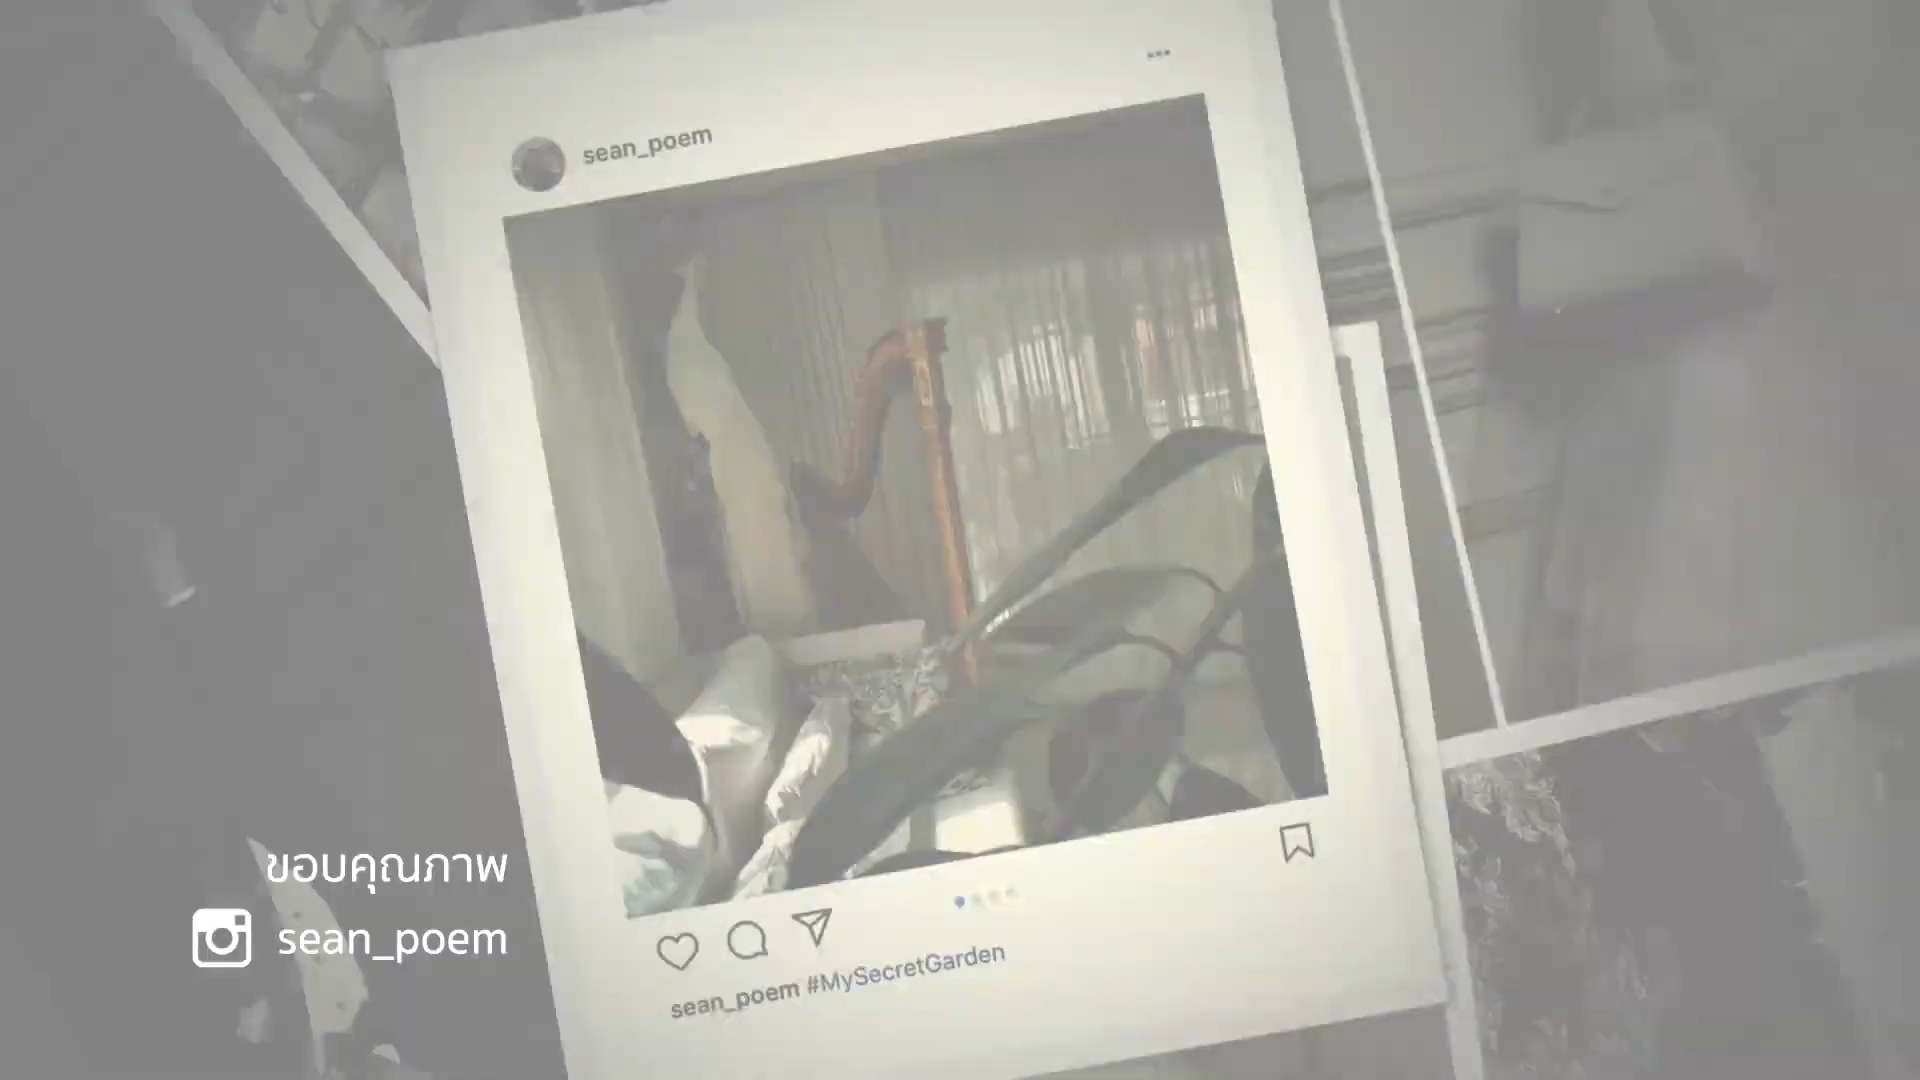 sean_poem
sean_poem #MySecretGarden
ขอบคุณภาพ
sean_poem